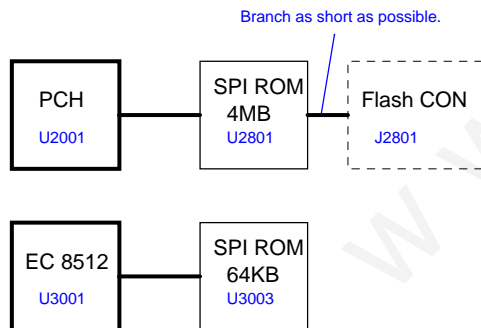 Branch as short as possible.
PCH
U2001
SPI ROM
4MB
U2801
Flash CON
J2801
EC 8512
U3001
SPI ROM
64KB
U3003
w w